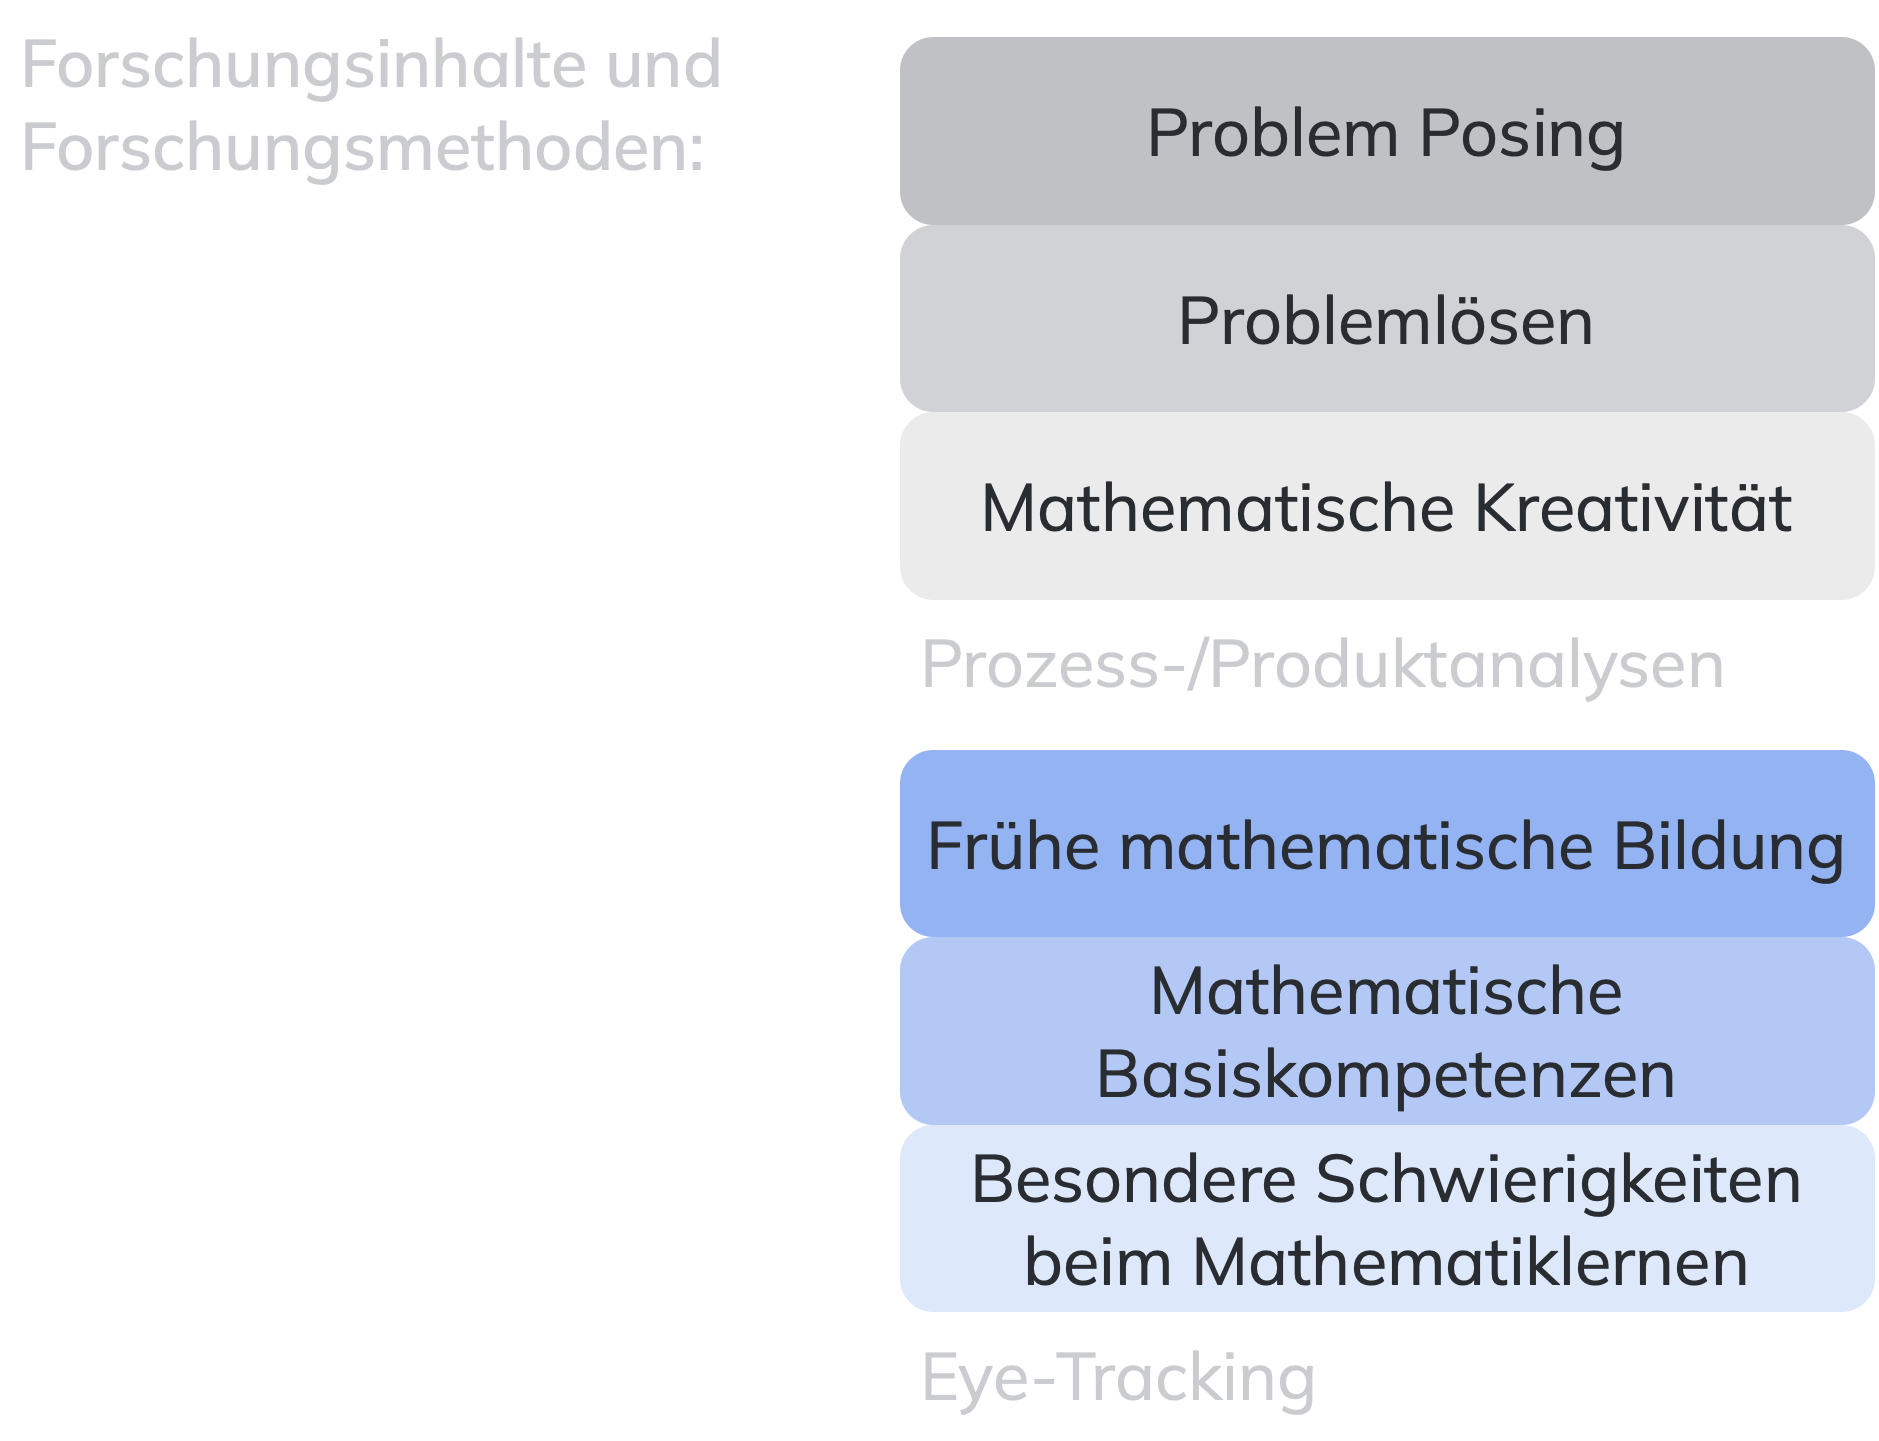 Forschungsinhalte und
Forschungsmethoden:
Problem Posing
Problemlösen
Mathematische Kreativität
Prozess-/Produktanalysen
Frühe mathematische Bildung
Mathematische
Basiskompetenzen
Besondere Schwierigkeiten
beim Mathematiklernen
Eye-Tracking